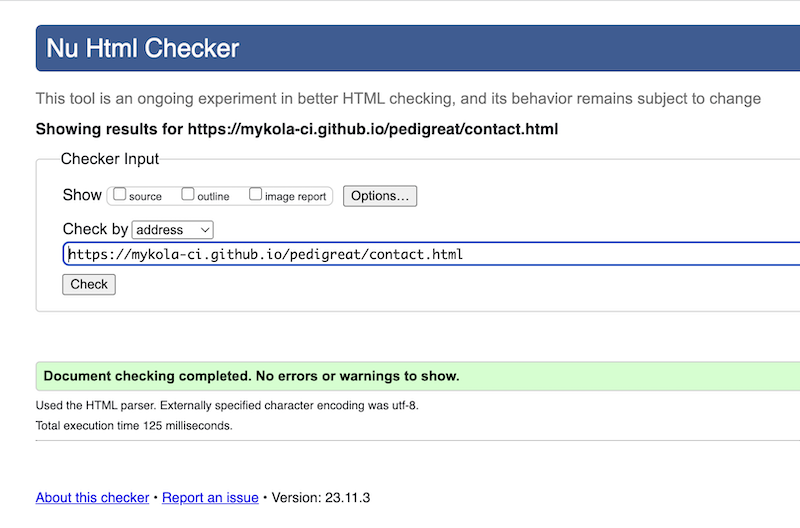 Nu Html Checker
This tool is an ongoing experiment in better HTML checking, and its behavior remains subject to change
Showing results for https://mykola-ci.github.io/pedigreat/contact.html
Checker Input
Show source outline image report Options...
Check by address
https://mykola-ci.github.io/pedigreat/contact.html
Check
Document checking completed. No errors or warnings to show.
Used the HTML parser. Externally specified character encoding was utf-8.
Total execution time 125 milliseconds.
About this checker • Report an issue • Version: 23.11.3